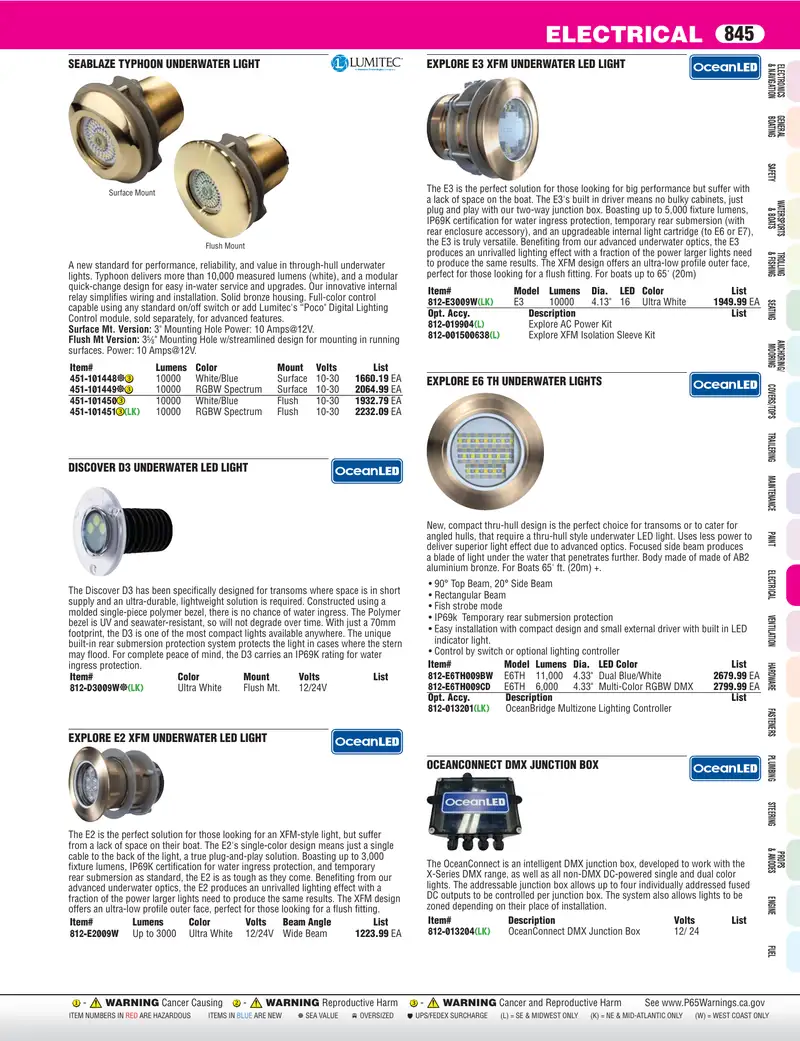 ELECTRICAL 845
SEABLAZE TYPHOON UNDERWATER LIGHT
LUMITEC
Surface Mount
Flush Mount
A new standard for performance, reliability, and value in through-hull underwater
lights. Typhoon delivers more than 10,000 measured lumens (white), and a modular
quick-change design for easy in-water service and upgrades. Our innovative internal
relay simplifies wiring and installation. Solid bronze housing. Full-color control
capable using any standard on/off switch or add Lumitec's "Poco" Digital Lighting
Control module, sold separately, for advanced features.
Surface Mt. Version: 3" Mounting Hole Power: 10 Amps@12V.
Flush Mt Version: 3⅝" Mounting Hole w/streamlined design for mounting in running
surfaces. Power: 10 Amps@12V.
Item# Lumens Color Mount Volts List
451-101448 3 10000 White/Blue Surface 10-30 1660.19 EA
451-101449 3 10000 RGBW Spectrum Surface 10-30 2064.99 EA
451-101450 3 10000 White/Blue Flush 10-30 1932.79 EA
451-101451 3 (LK) 10000 RGBW Spectrum Flush 10-30 2232.09 EA
DISCOVER D3 UNDERWATER LED LIGHT
OceanLED
The Discover D3 has been specifically designed for transoms where space is in short
supply and an ultra-durable, lightweight solution is required. Constructed using a
molded single-piece polymer bezel, there is no chance of water ingress. The Polymer
bezel is UV and seawater-resistant, so will not degrade over time. With just a 70mm
footprint, the D3 is one of the most compact lights available anywhere. The unique
built-in rear submersion protection system protects the light in cases where the stern
may flood. For complete peace of mind, the D3 carries an IP69K rating for water
ingress protection.
Item# Color Mount Volts List
812-D3009W (LK) Ultra White Flush Mt. 12/24V
EXPLORE E2 XFM UNDERWATER LED LIGHT
OceanLED
The E2 is the perfect solution for those looking for an XFM-style light, but suffer
from a lack of space on their boat. The E2's single-color design means just a single
cable to the back of the light, a true plug-and-play solution. Boasting up to 3,000
fixture lumens, IP69K certification for water ingress protection, and temporary
rear submersion as standard, the E2 is as tough as they come. Benefiting from our
advanced underwater optics, the E2 produces an unrivalled lighting effect with a
fraction of the power larger lights need to produce the same results. The XFM design
offers an ultra-low profile outer face, perfect for those looking for a flush fitting.
Item# Lumens Color Volts Beam Angle List
812-E2009W Up to 3000 Ultra White 12/24V Wide Beam 1223.99 EA
EXPLORE E3 XFM UNDERWATER LED LIGHT
OceanLED
The E3 is the perfect solution for those looking for big performance but suffer with
a lack of space on the boat. The E3's built in driver means no bulky cabinets, just
plug and play with our two-way junction box. Boasting up to 5,000 fixture lumens,
IP69K certification for water ingress protection, temporary rear submersion (with
rear enclosure accessory), and an upgradeable internal light cartridge (to E6 or E7),
the E3 is truly versatile. Benefiting from our advanced underwater optics, the E3
produces an unrivalled lighting effect with a fraction of the power larger lights need
to produce the same results. The XFM design offers an ultra-low profile outer face,
perfect for those looking for a flush fitting. For boats up to 65' (20m)
Item# Model Lumens Dia. LED Color List
812-E3009W(LK) E3 10000 4.13" 16 Ultra White 1949.99 EA
Opt. Accy. Description List
812-019904(L) Explore AC Power Kit
812-001500638(L) Explore XFM Isolation Sleeve Kit
EXPLORE E6 TH UNDERWATER LIGHTS
OceanLED
New, compact thru-hull design is the perfect choice for transoms or to cater for
angled hulls, that require a thru-hull style underwater LED light. Uses less power to
deliver superior light effect due to advanced optics. Focused side beam produces
a blade of light under the water that penetrates further. Body made of made of AB2
aluminium bronze. For Boats 65' ft. (20m) +.
• 90° Top Beam, 20° Side Beam
• Rectangular Beam
• Fish strobe mode
• IP69k Temporary rear submersion protection
• Easy installation with compact design and small external driver with built in LED
indicator light.
• Control by switch or optional lighting controller
Item# Model Lumens Dia. LED Color List
812-E6TH009BW E6TH 11,000 4.33" Dual Blue/White 2679.99 EA
812-E6TH009CD E6TH 6,000 4.33" Multi-Color RGBW DMX 2799.99 EA
Opt. Accy. Description List
812-013201(LK) OceanBridge Multizone Lighting Controller
OCEANCONNECT DMX JUNCTION BOX
OceanLED
OceanLED
The OceanConnect is an intelligent DMX junction box, developed to work with the
X-Series DMX range, as well as all non-DMX DC-powered single and dual color
lights. The addressable junction box allows up to four individually addressed fused
DC outputs to be controlled per junction box. The system also allows lights to be
zoned depending on their place of installation.
Item# Description Volts List
812-013204(LK) OceanConnect DMX Junction Box 12/ 24
ELECTRONICS
& NAVIGATION
GENERAL
BOATING
SAFETY
WATERSPORTS
& BOATS
TROLLING
& FISHING
SEATING
ANCHORING/
MOORING
COVERS/TOPS
TRAILERING
MAINTENANCE
PAINT
ELECTRICAL
VENTILATION
HARDWARE
FASTENERS
PLUMBING
STEERING
PROPS
& ANODES
ENGINE
FUEL
1 - WARNING Cancer Causing 2 - WARNING Reproductive Harm 3 - WARNING Cancer and Reproductive Harm See www.P65Warnings.ca.gov
ITEM NUMBERS IN RED ARE HAZARDOUS ITEMS IN BLUE ARE NEW SEA VALUE OVERSIZED UPS/FEDEX SURCHARGE (L) = SE & MIDWEST ONLY (K) = NE & MID-ATLANTIC ONLY (W) = WEST COAST ONLY